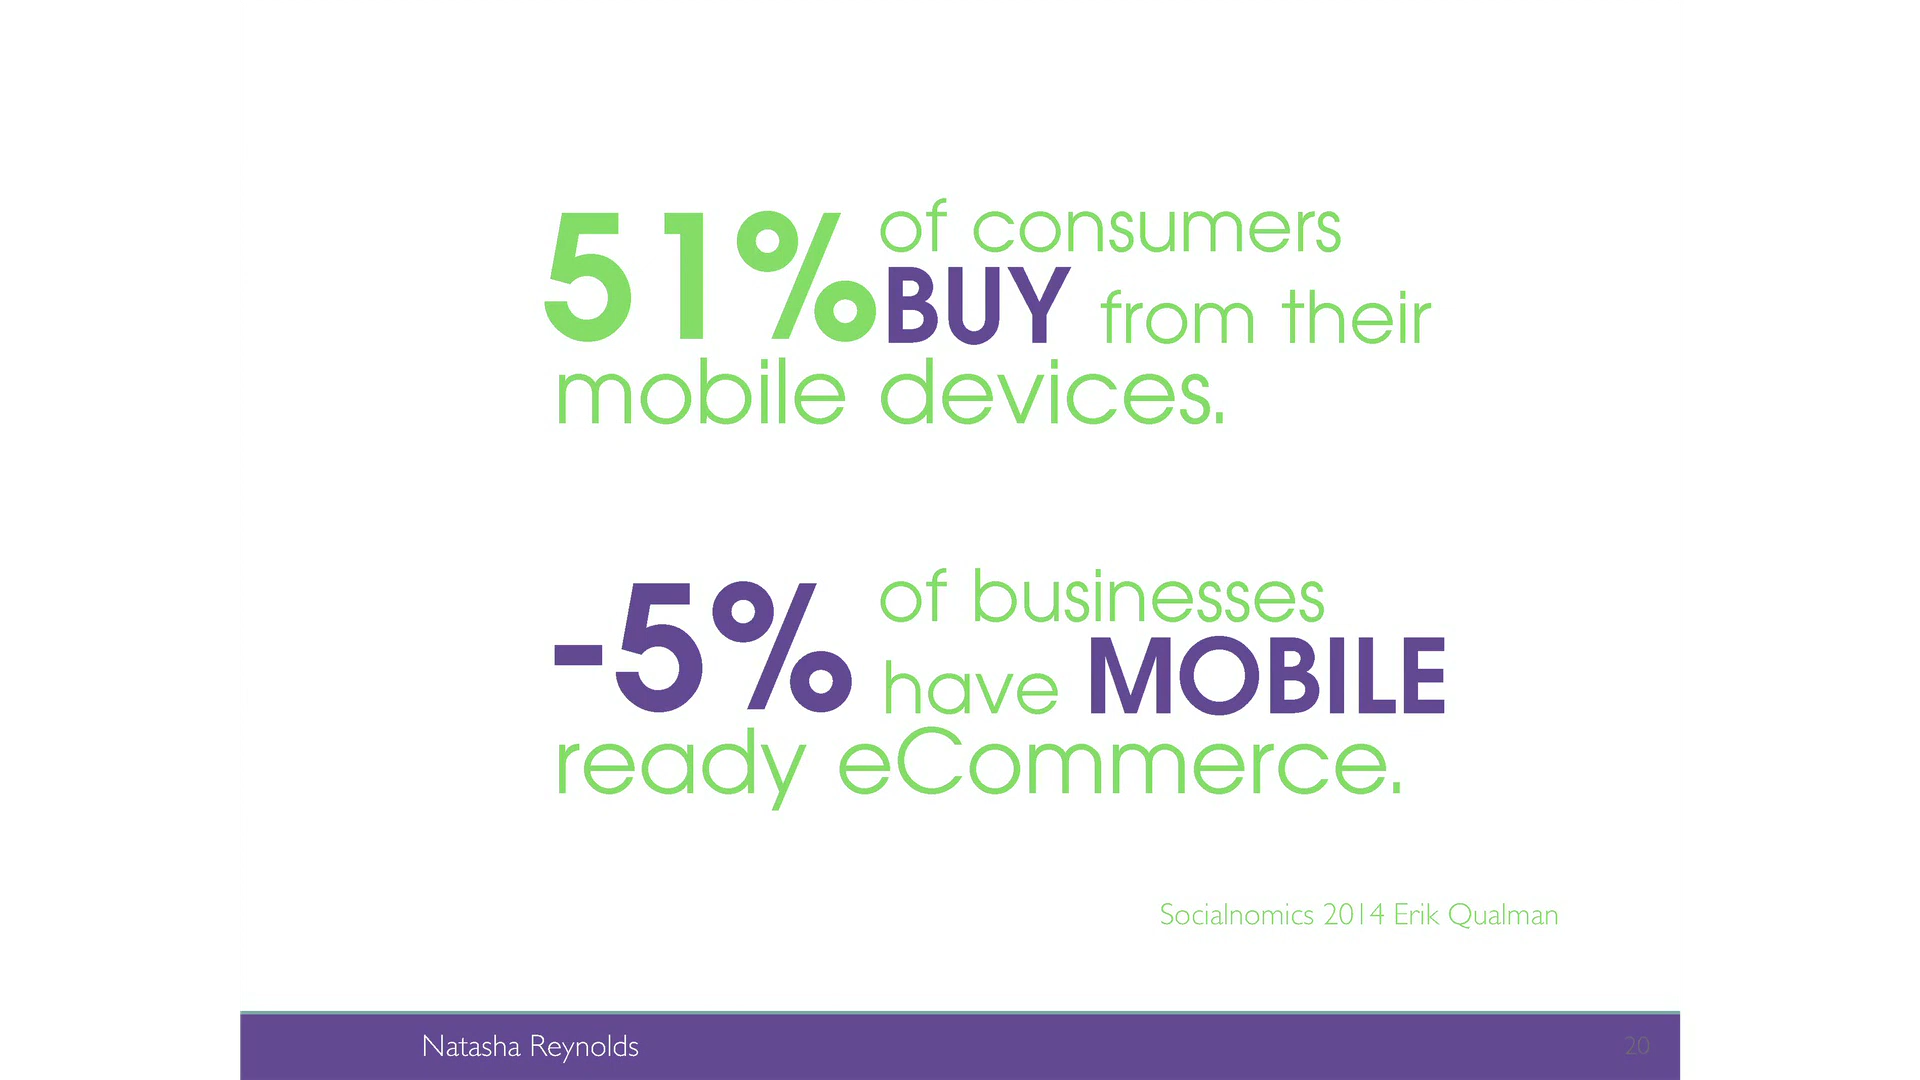 51% of consumers
BUY from their
mobile devices.
-5% of businesses
have MOBILE
ready eCommerce.
Socialnomics 2014 Erik Qualman
Natasha Reynolds
20